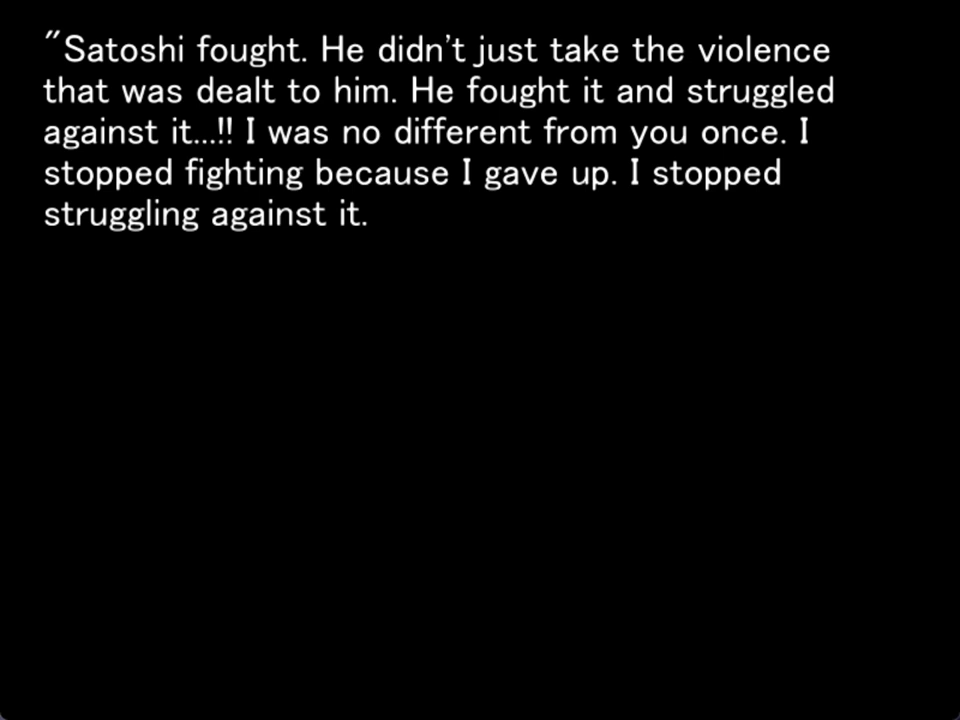 "Satoshi fought. He didn't just take the violence
that was dealt to him. He fought it and struggled
against it...!! I was no different from you once. I
stopped fighting because I gave up. I stopped
struggling against it.